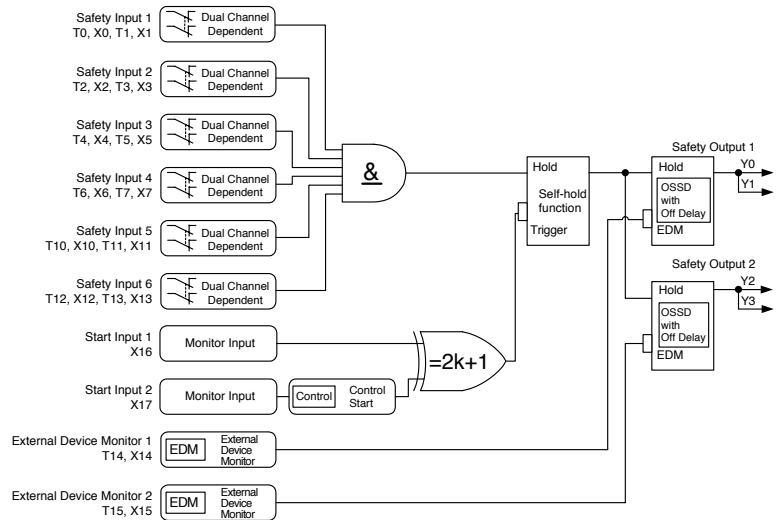 Safety Input 1
T0, X0, T1, X1
Dual Channel
Dependent
Safety Input 2
T2, X2, T3, X3
Dual Channel
Dependent
Safety Input 3
T4, X4, T5, X5
Dual Channel
Dependent
Safety Input 4
T6, X6, T7, X7
Dual Channel
Dependent
Safety Input 5
T10, X10, T11, X11
Dual Channel
Dependent
Safety Input 6
T12, X12, T13, X13
Dual Channel
Dependent
&
Hold
Self-hold
function
Trigger
Safety Output 1
Hold
OSSD
with
Off Delay
EDM
Y0
Y1
Safety Output 2
Hold
OSSD
with
Off Delay
EDM
Y2
Y3
Start Input 1
X16
Monitor Input
=2k+1
Start Input 2
X17
Monitor Input
Control
Control
Start
External Device Monitor 1
T14, X14
EDM
External
Device
Monitor
External Device Monitor 2
T15, X15
EDM
External
Device
Monitor